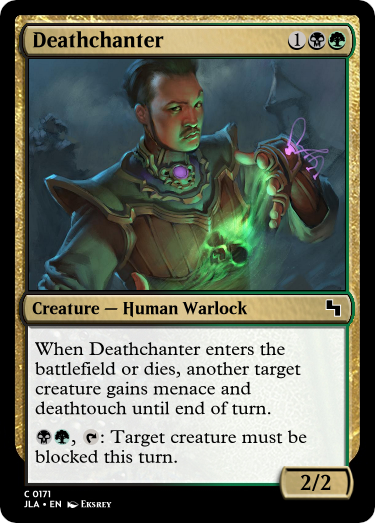 Deathchanter 1
Creature — Human Warlock
When Deathchanter enters the
battlefield or dies, another target
creature gains menace and
deathtouch until end of turn.
, : Target creature must be
blocked this turn.
2/2
C 0171
JLA • EN Eksrey